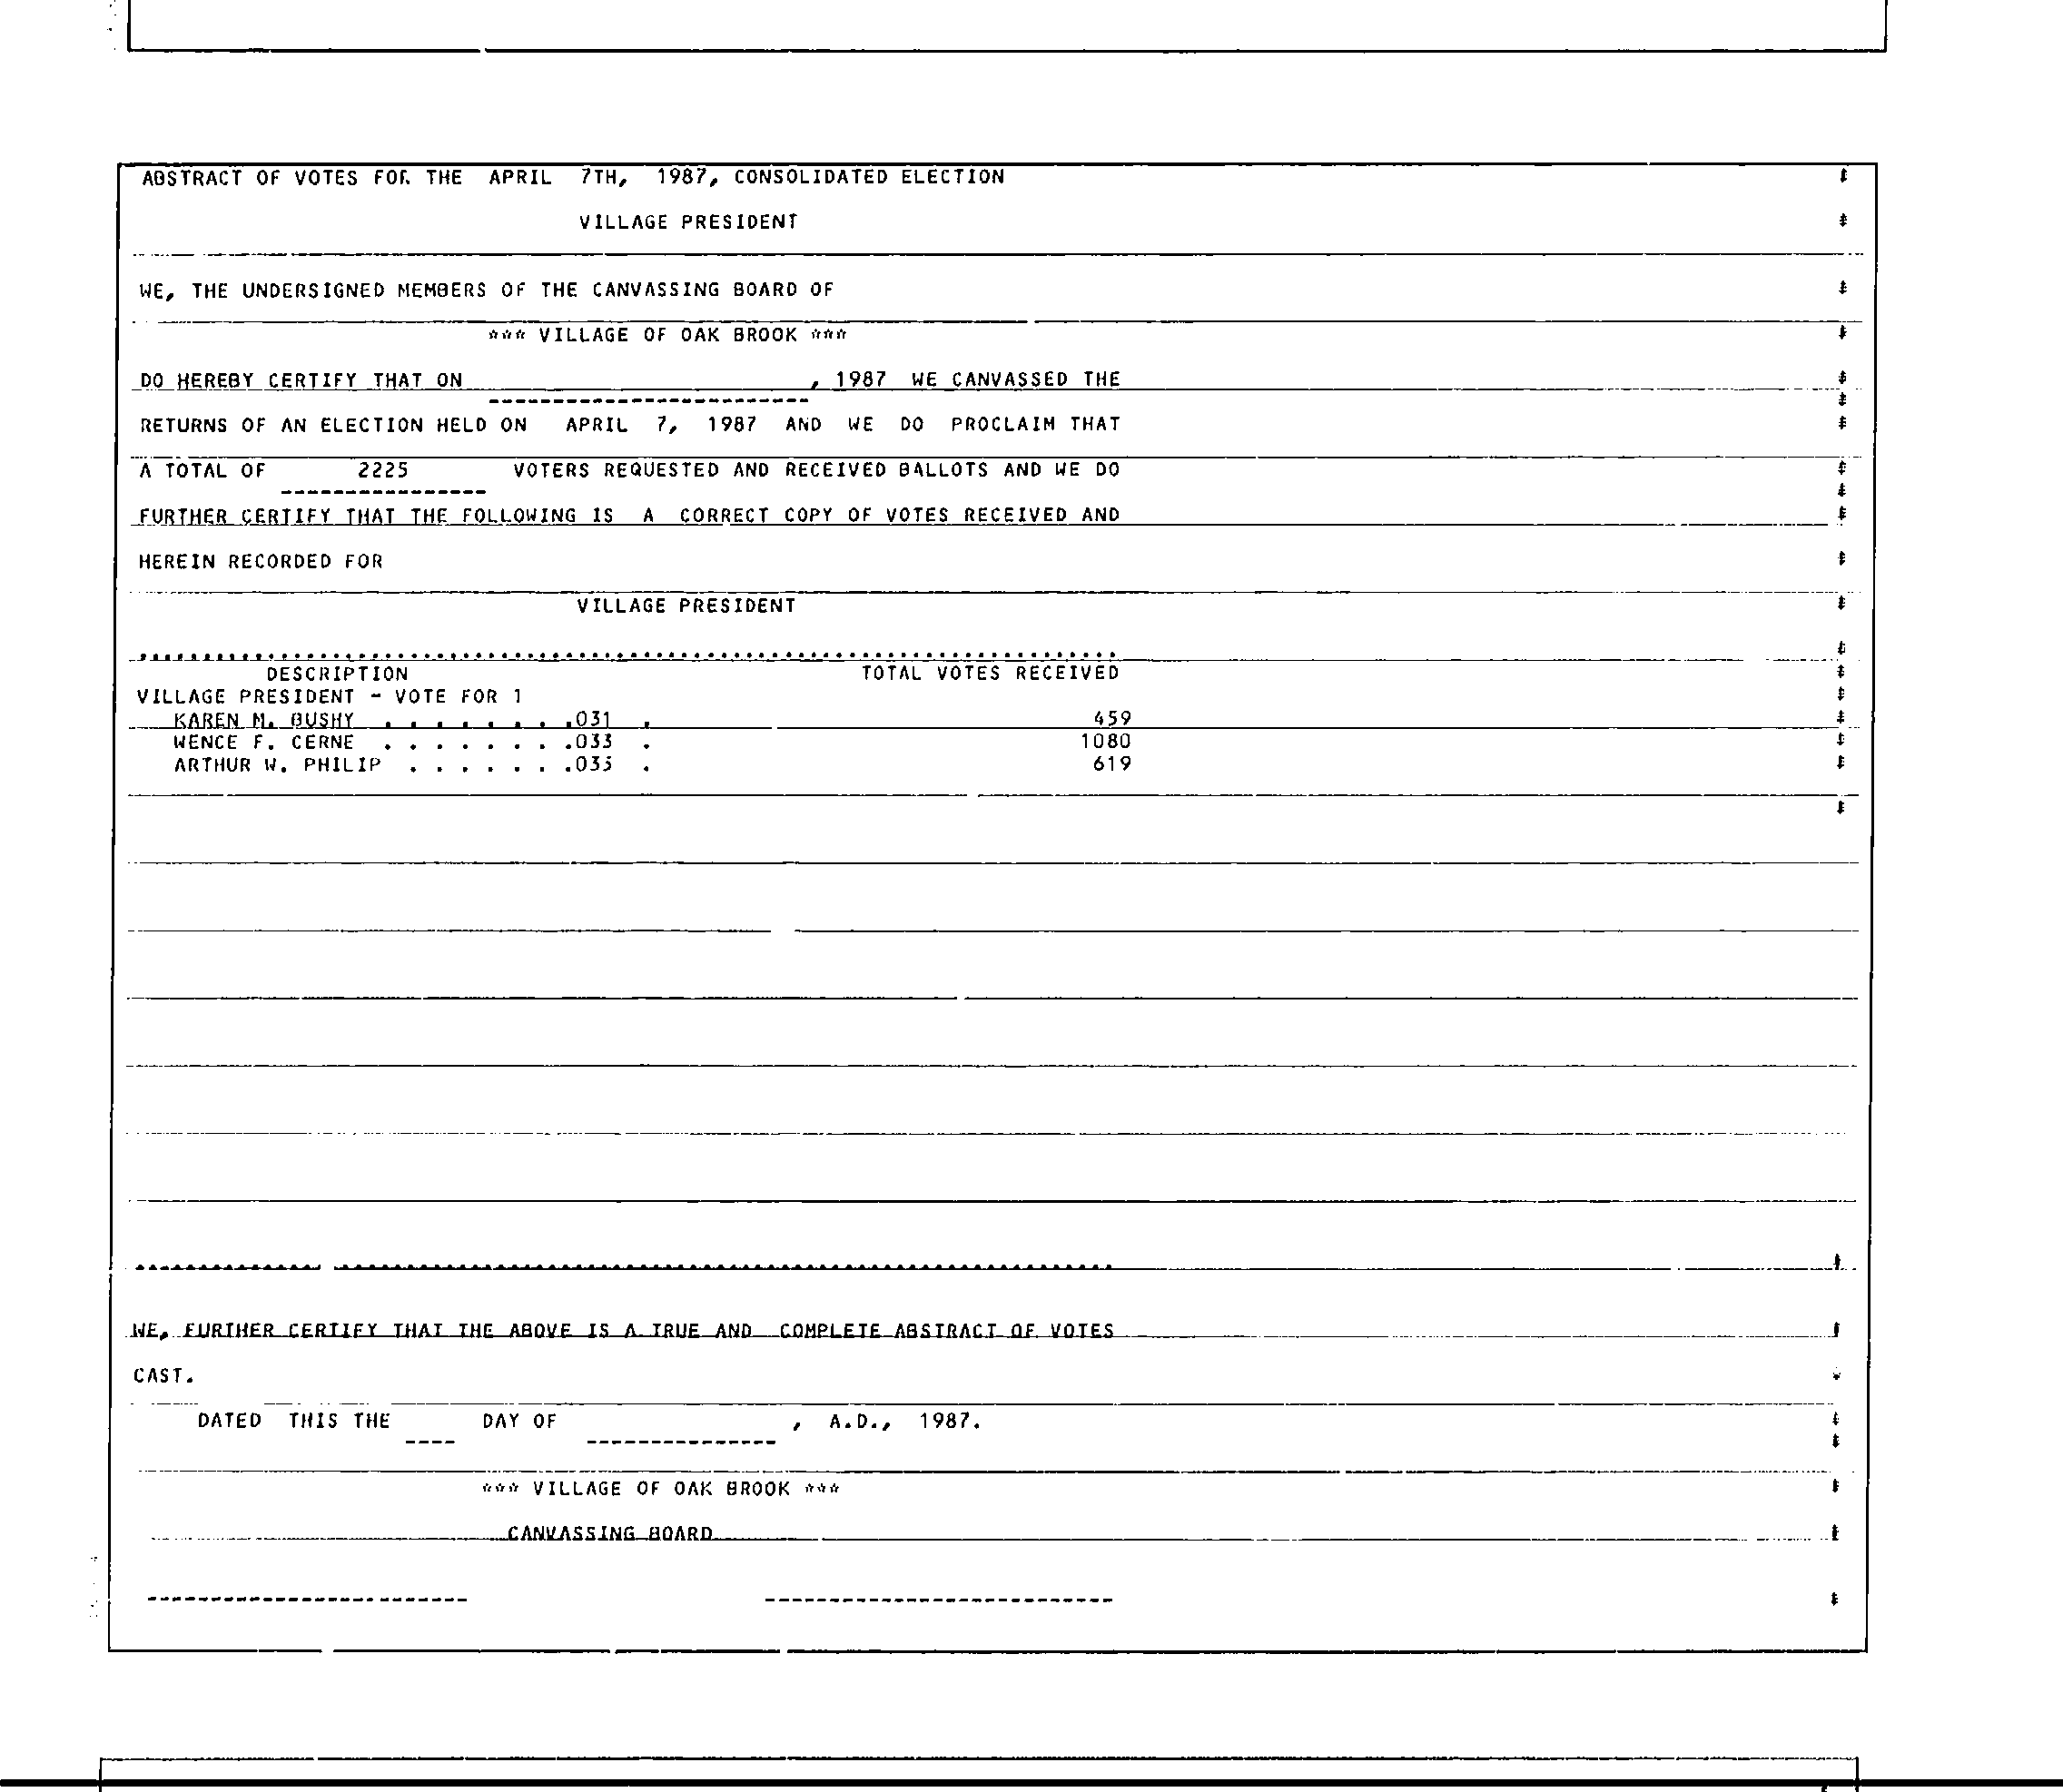 ABSTRACT OF VOTES FOR THE APRIL 7TH, 1987, CONSOLIDATED ELECTION
VILLAGE PRESIDENT
WE, THE UNDERSIGNED MEMBERS OF THE CANVASSING BOARD OF
*** VILLAGE OF OAK BROOK ***
DO HEREBY CERTIFY THAT ON , 1987 WE CANVASSED THE
RETURNS OF AN ELECTION HELD ON APRIL 7, 1987 AND WE DO PROCLAIM THAT
A TOTAL OF 2225 VOTERS REQUESTED AND RECEIVED BALLOTS AND WE DO
FURTHER CERTIFY THAT THE FOLLOWING IS A CORRECT COPY OF VOTES RECEIVED AND
HEREIN RECORDED FOR
VILLAGE PRESIDENT
DESCRIPTION TOTAL VOTES RECEIVED
VILLAGE PRESIDENT - VOTE FOR 1
KAREN M. BUSHY . . . . . . . .031 . 459
WENCE F. CERNE . . . . . . . .033 . 1080
ARTHUR W. PHILIP . . . . . . .035 . 619
WE, FURTHER CERTIFY THAT THE ABOVE IS A TRUE AND COMPLETE ABSTRACT OF VOTES
CAST.
DATED THIS THE ---- DAY OF --------------- , A.D., 1987.
*** VILLAGE OF OAK BROOK ***
CANVASSING BOARD